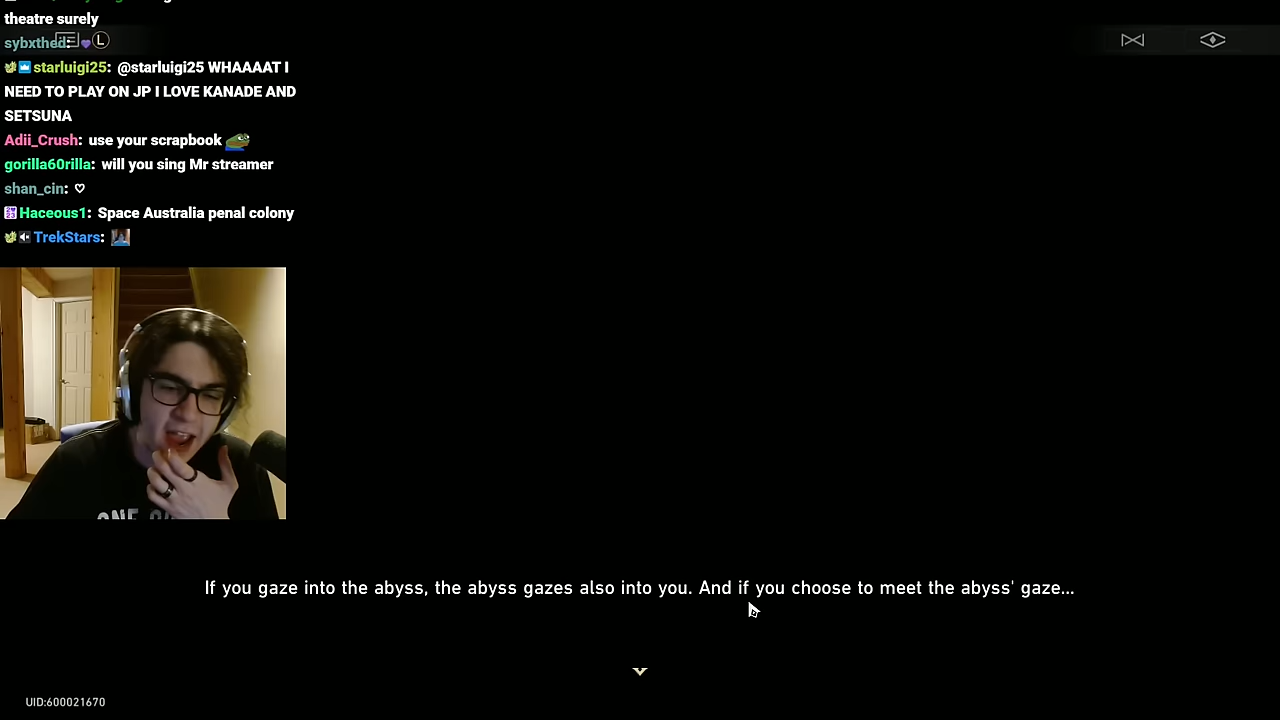 theatre surely
sybxthed:
L
starluigi25: @starluigi25 WHAAAAT I
NEED TO PLAY ON JP I LOVE KANADE AND
SETSUNA
Adii_Crush: use your scrapbook
gorilla60rilla: will you sing Mr streamer
shan_cin: ♡
Haceous1: Space Australia penal colony
TrekStars:
If you gaze into the abyss, the abyss gazes also into you. And if you choose to meet the abyss' gaze...
UID:600021670